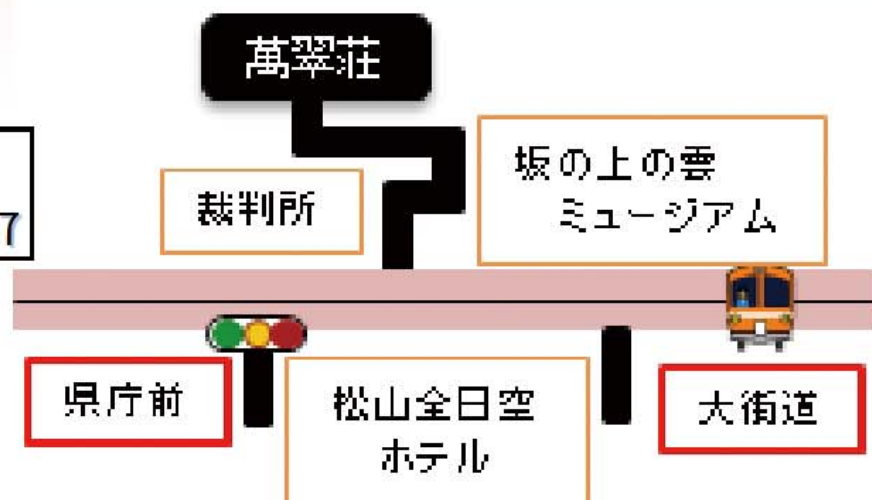 萬翠荘
坂の上の雲
ミュージアム
裁判所
7
県庁前
松山全日空
ホテル
大街道